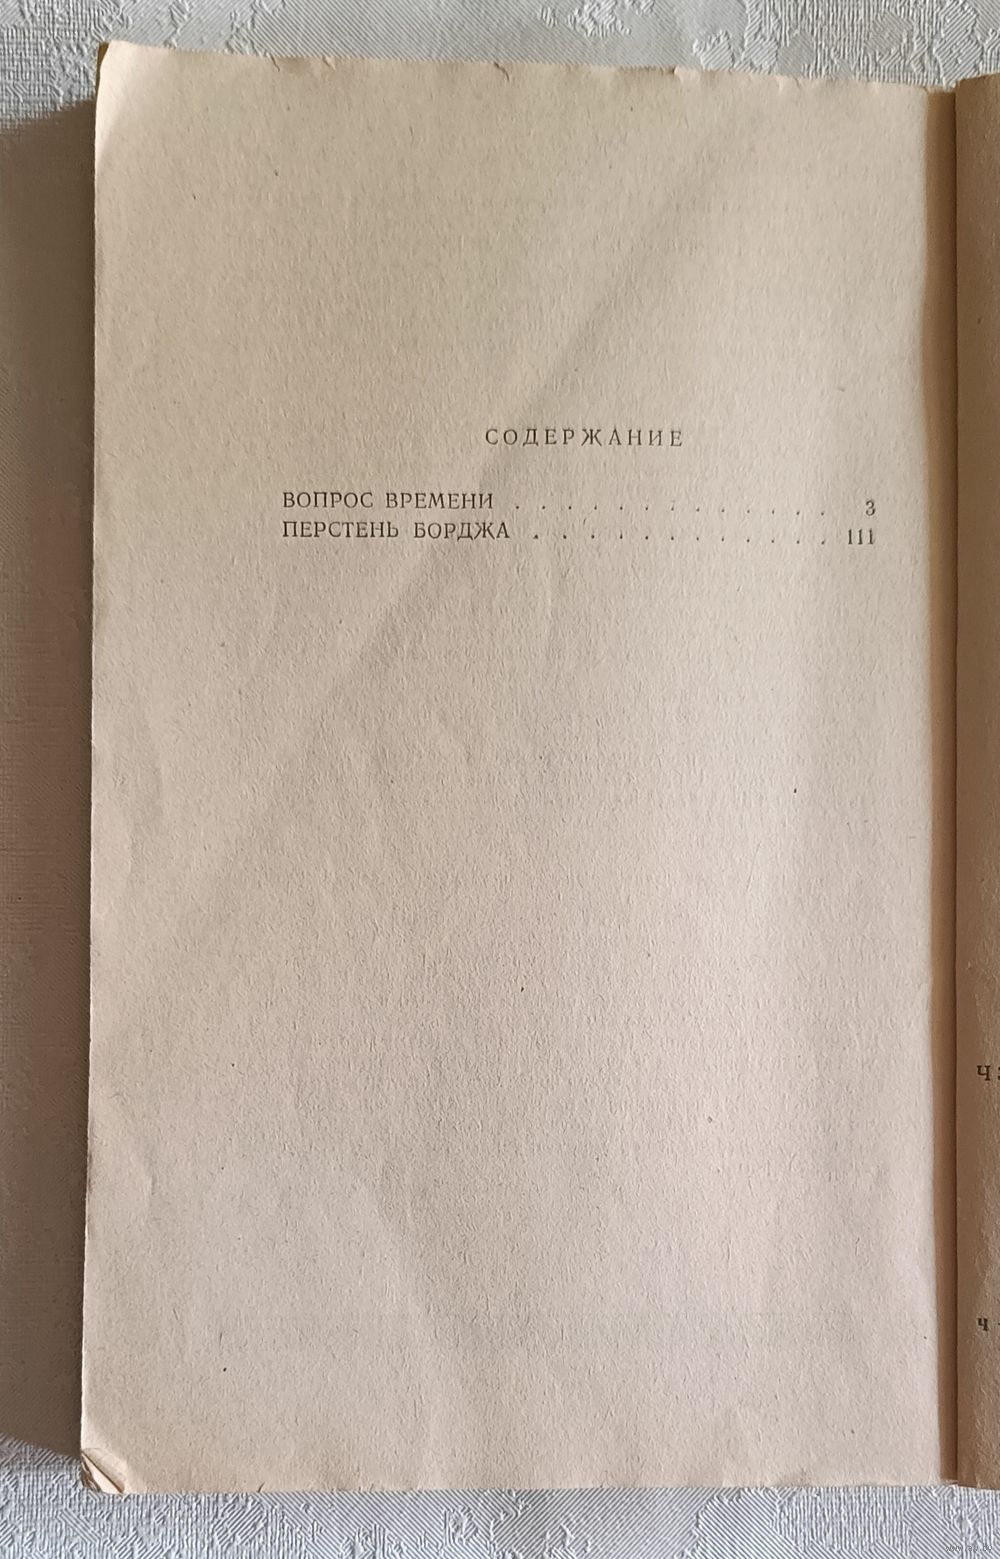 СОДЕРЖАНИЕ
ВОПРОС ВРЕМЕНИ . . . . . . . . . . . . . 3
ПЕРСТЕНЬ БОРДЖА . . . . . . . . . . . . 111